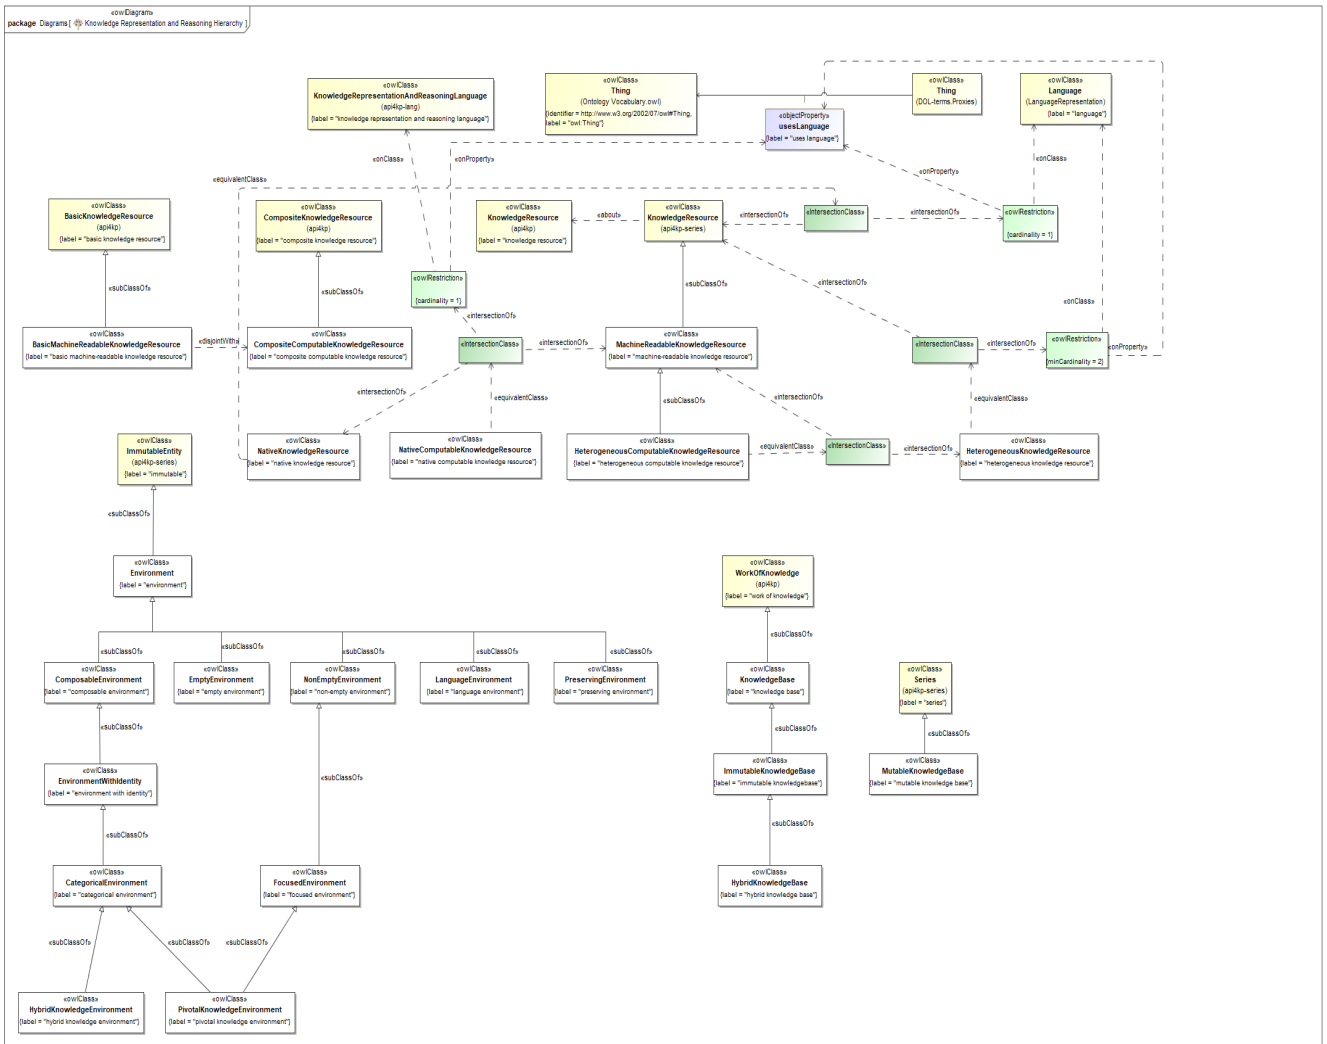 «owlDiagram»
package Diagrams[ Knowledge Representation and Reasoning Hierarchy ]
«owlClass»
KnowledgeRepresentationAndReasoningLanguage
(api4kp-lang)
{label = "knowledge representation and reasoning language"}
«owlClass»
Thing
(Ontology Vocabulary.owl)
{identifier = http://www.w3.org/2002/07/owl#Thing,
label = "owl:Thing"}
«owlClass»
Thing
(DOL-terms.Proxies)
«owlClass»
Language
(LanguageRepresentation)
{label = "language"}
«objectProperty»
usesLanguage
{label = "uses language"}
«onClass»
«onProperty»
«onProperty»
«onClass»
«equivalentClass»
«owlClass»
BasicKnowledgeResource
(api4kp)
{label = "basic knowledge resource"}
«owlClass»
CompositeKnowledgeResource
(api4kp)
{label = "composite knowledge resource"}
«owlClass»
KnowledgeResource
(api4kp)
{label = "knowledge resource"}
«about»
«owlClass»
KnowledgeResource
(api4kp-series)
«intersectionOf»
«IntersectionClass»
«intersectionOf»
«owlRestriction»
{cardinality = 1}
«owlRestriction»
{cardinality = 1}
«subClassOf»
«subClassOf»
«subClassOf»
«intersectionOf»
«onClass»
«intersectionOf»
«owlClass»
BasicMachineReadableKnowledgeResource
{label = "basic machine-readable knowledge resource"}
«disjointWith»
«owlClass»
CompositeComputableKnowledgeResource
{label = "composite computable knowledge resource"}
«IntersectionClass»
«intersectionOf»
«owlClass»
MachineReadableKnowledgeResource
{label = "machine-readable knowledge resource"}
«IntersectionClass»
«intersectionOf»
«owlRestriction»
{minCardinality = 2}
«onProperty»
«intersectionOf»
«equivalentClass»
«subClassOf»
«intersectionOf»
«equivalentClass»
«owlClass»
ImmutableEntity
(api4kp-series)
{label = "immutable"}
«owlClass»
NativeKnowledgeResource
{label = "native knowledge resource"}
«owlClass»
NativeComputableKnowledgeResource
{label = "native computable knowledge resource"}
«owlClass»
HeterogeneousComputableKnowledgeResource
{label = "heterogeneous computable knowledge resource"}
«equivalentClass»
«IntersectionClass»
«intersectionOf»
«owlClass»
HeterogeneousKnowledgeResource
{label = "heterogeneous knowledge resource"}
«subClassOf»
«owlClass»
Environment
{label = "environment"}
«owlClass»
WorkOfKnowledge
(api4kp)
{label = "work of knowledge"}
«subClassOf»
«subClassOf»
«subClassOf»
«subClassOf»
«subClassOf»
«subClassOf»
«owlClass»
ComposableEnvironment
{label = "composable environment"}
«owlClass»
EmptyEnvironment
{label = "empty environment"}
«owlClass»
NonEmptyEnvironment
{label = "non-empty environment"}
«owlClass»
LanguageEnvironment
{label = "language environment"}
«owlClass»
PreservingEnvironment
{label = "preserving environment"}
«owlClass»
KnowledgeBase
{label = "knowledge base"}
«owlClass»
Series
(api4kp-series)
{label = "series"}
«subClassOf»
«subClassOf»
«subClassOf»
«owlClass»
EnvironmentWithIdentity
{label = "environment with identity"}
«subClassOf»
«owlClass»
ImmutableKnowledgeBase
{label = "immutable knowledgebase"}
«owlClass»
MutableKnowledgeBase
{label = "mutable knowledge base"}
«subClassOf»
«subClassOf»
«owlClass»
CategoricalEnvironment
{label = "categorical environment"}
«owlClass»
FocusedEnvironment
{label = "focused environment"}
«owlClass»
HybridKnowledgeBase
{label = "hybrid knowledge base"}
«subClassOf»
«subClassOf»
«subClassOf»
«owlClass»
HybridKnowledgeEnvironment
{label = "hybrid knowledge environment"}
«owlClass»
PivotalKnowledgeEnvironment
{label = "pivotal knowledge environment"}